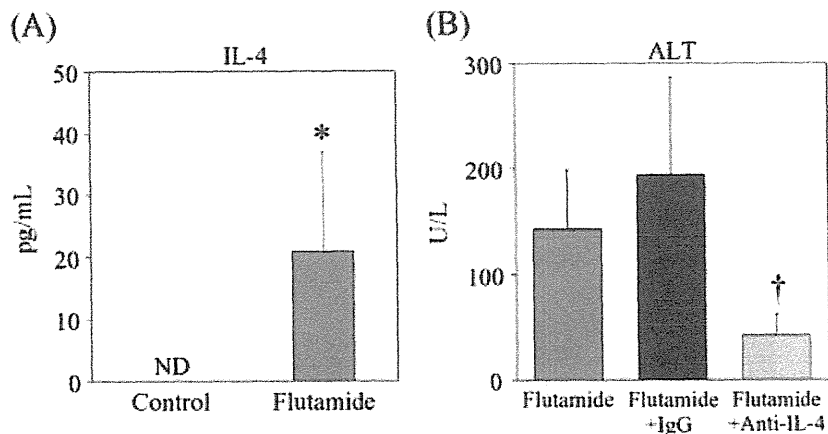 (A)
IL-4
50
40
30
20
10
0
pg/mL
*
ND
Control Flutamide
(B)
ALT
300
200
100
0
U/L
†
Flutamide Flutamide Flutamide
+IgG +Anti-IL-4